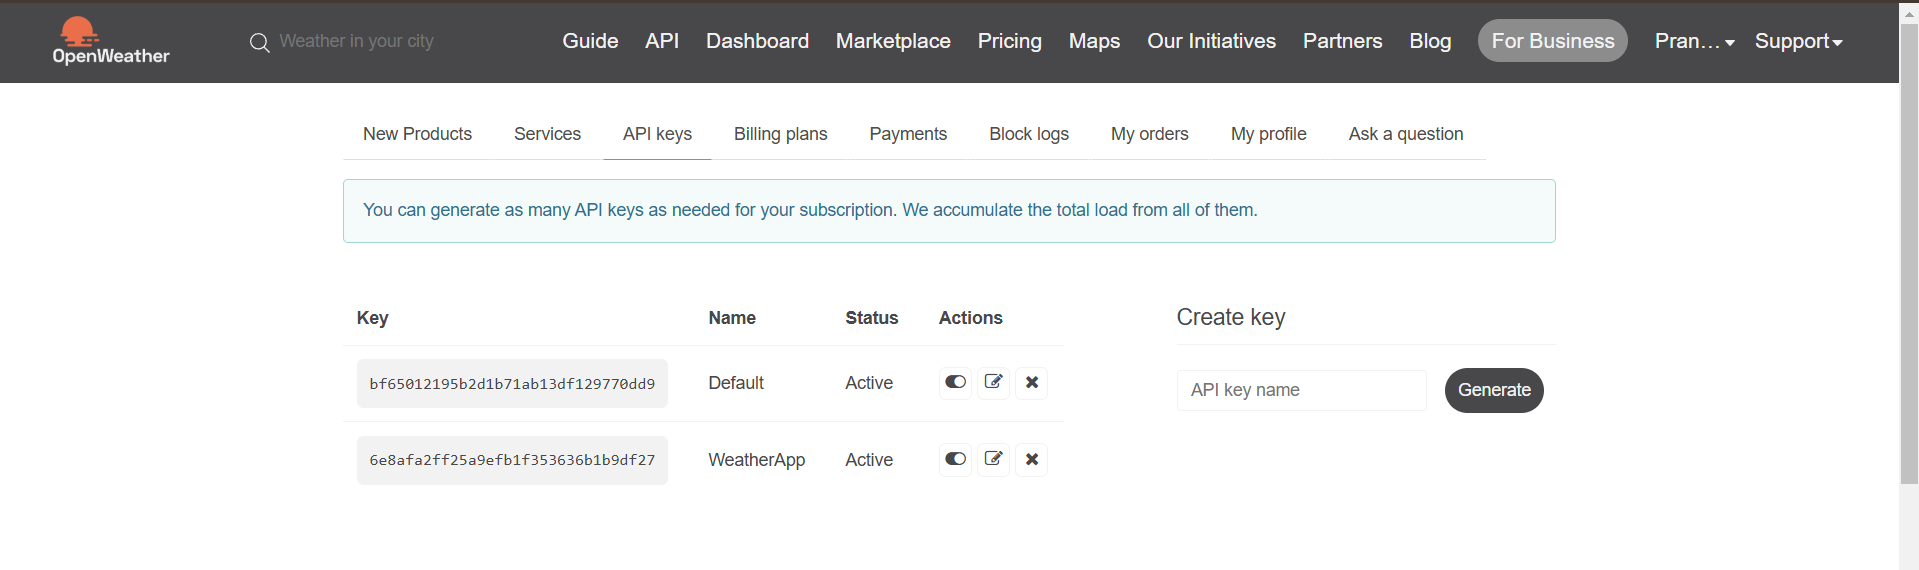 OpenWeather
Weather in your city
Guide API Dashboard Marketplace Pricing Maps Our Initiatives Partners Blog For Business Pran... Support
New Products Services API keys Billing plans Payments Block logs My orders My profile Ask a question
You can generate as many API keys as needed for your subscription. We accumulate the total load from all of them.
Key Name Status Actions
bf65012195b2d1b71ab13df129770dd9 Default Active
6e8afa2ff25a9efb1f353636b1b9df27 WeatherApp Active
Create key
API key name Generate